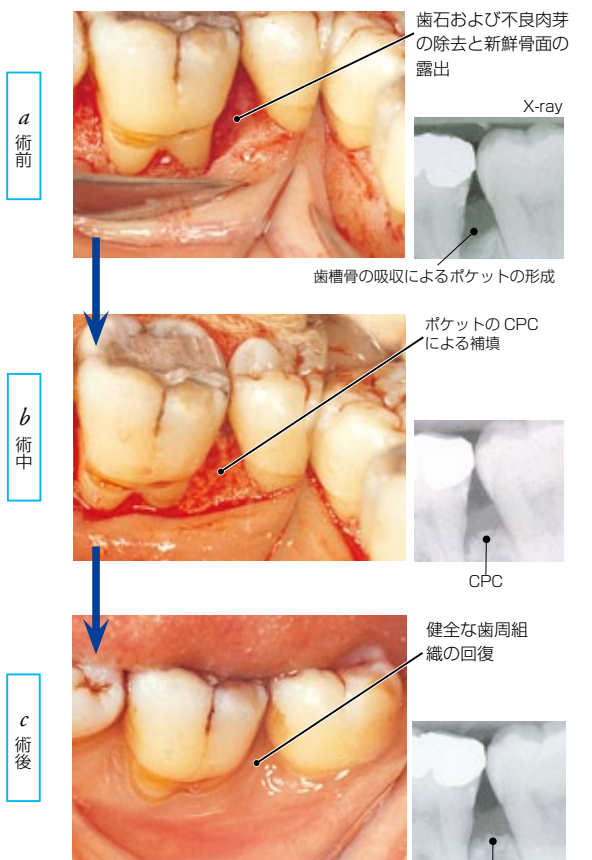 歯石および不良肉芽
の除去と新鮮骨面の
露出
a
術前
X-ray
歯槽骨の吸収によるポケットの形成
ポケットの CPC
による補填
b
術中
CPC
健全な歯周組
織の回復
c
術後